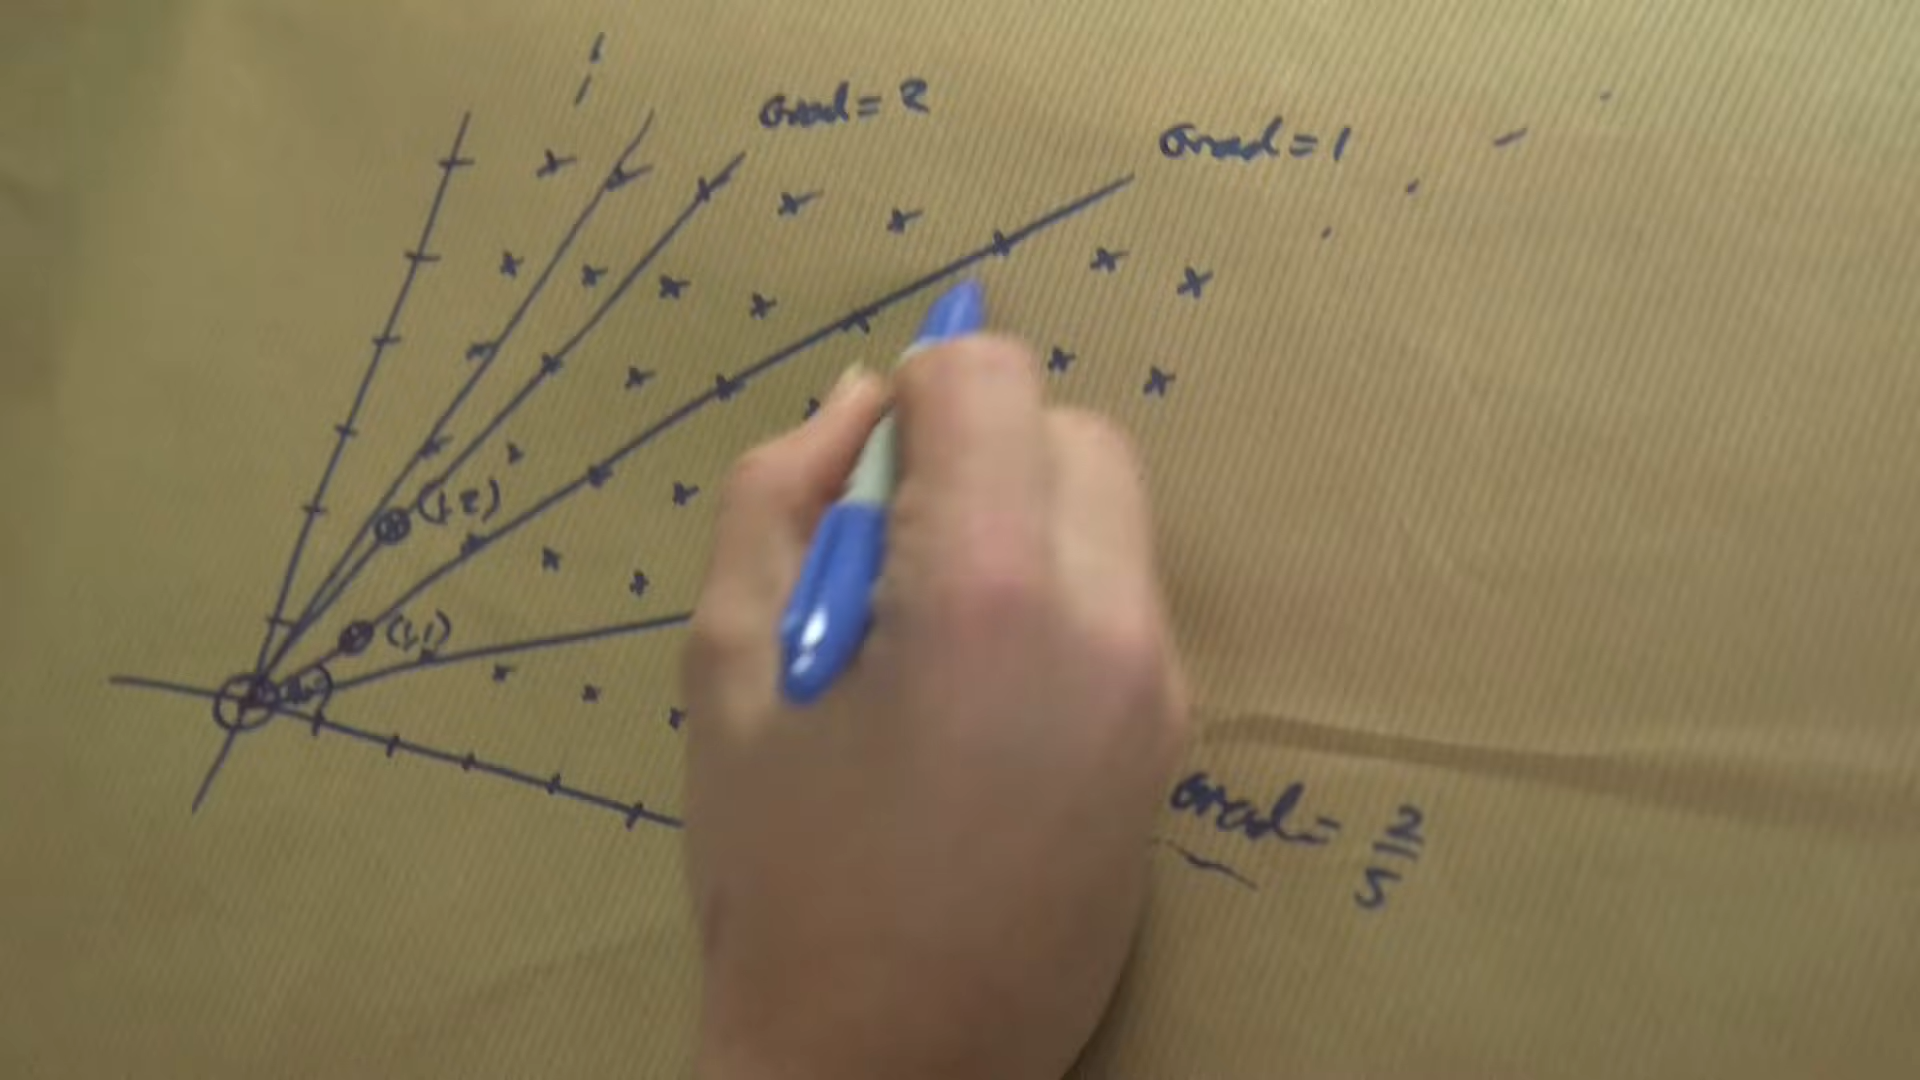 Grad = 2
Grad = 1
(1,2)
(1,1)
Grad = 2/5